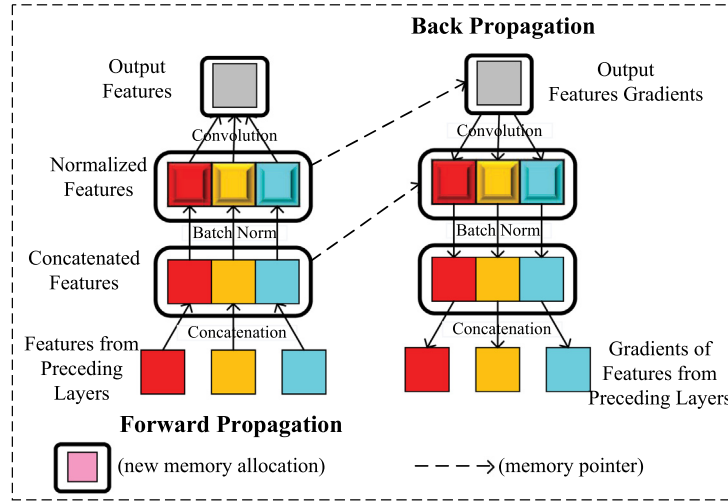 Back Propagation
Output
Features
Output
Features Gradients
Convolution
Convolution
Normalized
Features
Batch Norm
Batch Norm
Concatenated
Features
Concatenation
Concatenation
Features from
Preceding
Layers
Gradients of
Features from
Preceding Layers
Forward Propagation
(new memory allocation)
(memory pointer)